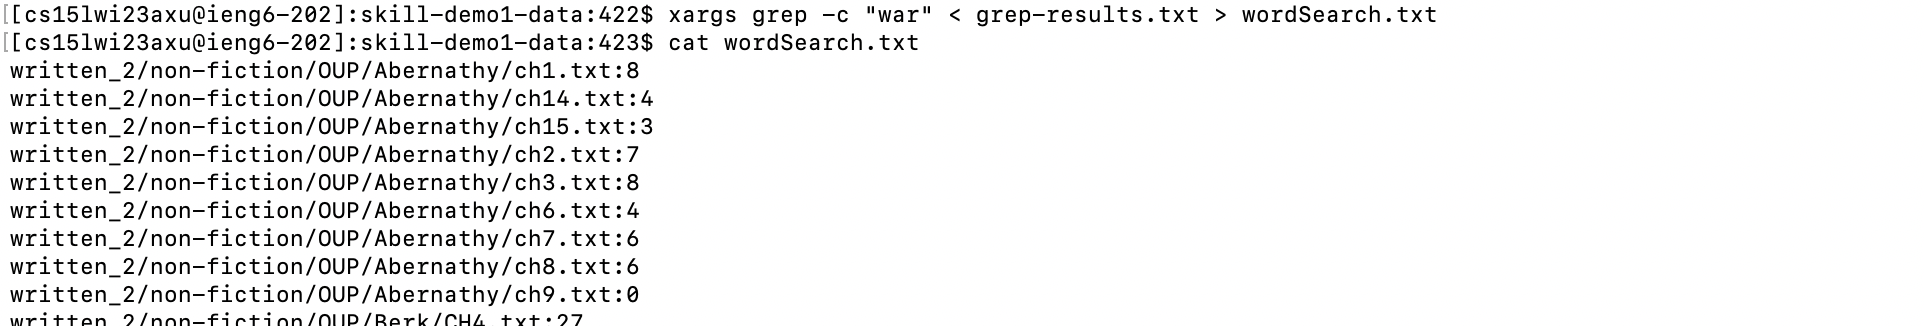 [[cs15lwi23axu@ieng6-202]:skill-demo1-data:422$ xargs grep -c "war" < grep-results.txt > wordSearch.txt
[[cs15lwi23axu@ieng6-202]:skill-demo1-data:423$ cat wordSearch.txt
written_2/non-fiction/OUP/Abernathy/ch1.txt:8
written_2/non-fiction/OUP/Abernathy/ch14.txt:4
written_2/non-fiction/OUP/Abernathy/ch15.txt:3
written_2/non-fiction/OUP/Abernathy/ch2.txt:7
written_2/non-fiction/OUP/Abernathy/ch3.txt:8
written_2/non-fiction/OUP/Abernathy/ch6.txt:4
written_2/non-fiction/OUP/Abernathy/ch7.txt:6
written_2/non-fiction/OUP/Abernathy/ch8.txt:6
written_2/non-fiction/OUP/Abernathy/ch9.txt:0
written_2/non-fiction/OUP/Berk/CH4.txt:27